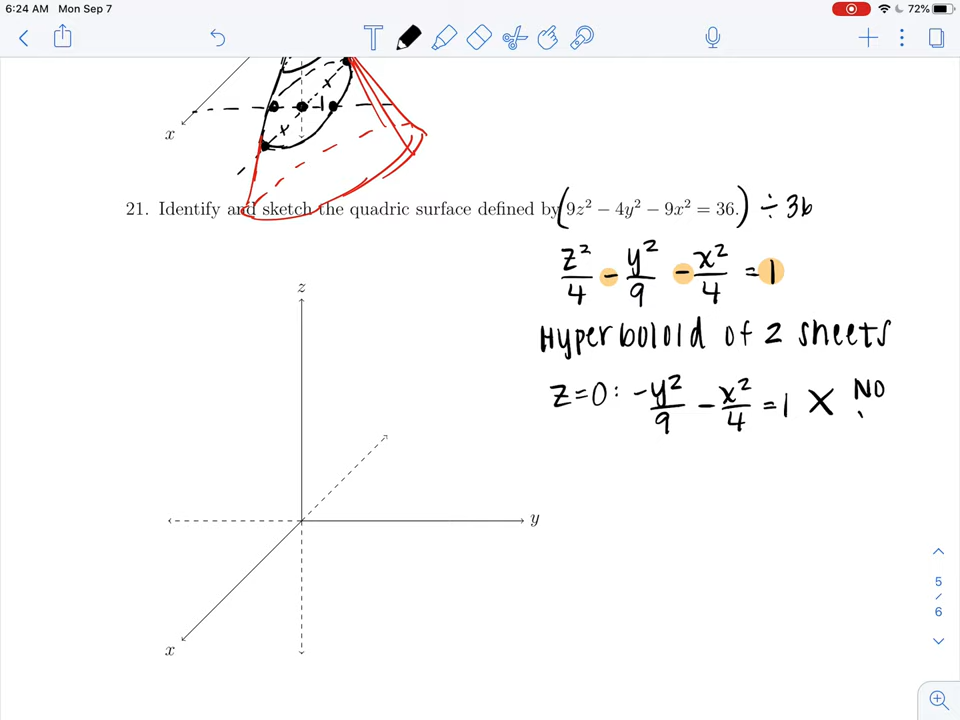 6:24 AM Mon Sep 7
72%
T
x
x
1
x
21. Identify and sketch the quadric surface defined by (9z² − 4y² − 9x² = 36.) ÷ 36
z²/4 − y²/9 − x²/4 = 1
Hyperboloid of 2 sheets
z=0: −y²/9 − x²/4 = 1 X NO
z
y
x
5
/
6